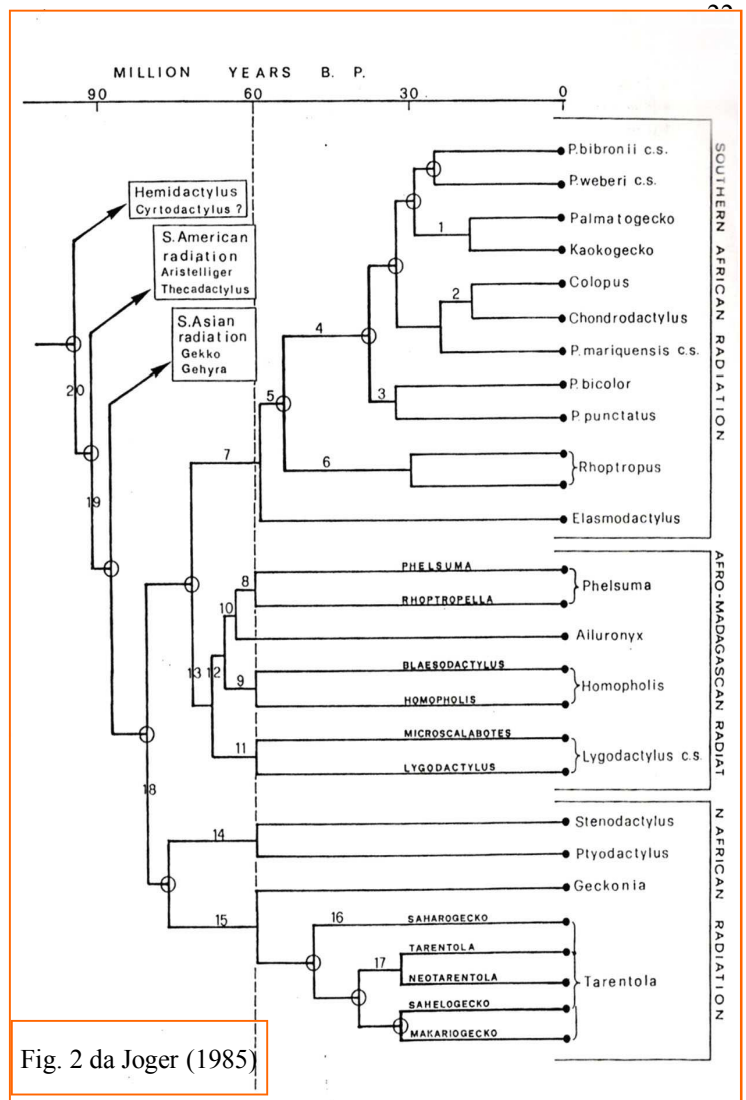 MILLION YEARS B. P.
90 60 30 0
Hemidactylus
Cyrtodactylus ?
S.American
radiation
Aristelliger
Thecadactylus
S.Asian
radiation
Gekko
Gehyra
P.bibronii c.s.
P.weberi c.s.
1
Palmatogecko
Kaokogecko
2
Colopus
Chondrodactylus
4
P.mariquensis c.s.
20
5
3
P.bicolor
P.punctatus
7
6
Rhoptropus
19
Elasmodactylus
SOUTHERN AFRICAN RADIATION
8
PHELSUMA
RHOPTROPELLA
Phelsuma
10
Ailuronyx
13 12
9
BLAESODACTYLUS
HOMOPHOLIS
Homopholis
11
MICROSCALABOTES
LYGODACTYLUS
Lygodactylus c.s.
AFRO-MADAGASCAN RADIAT
18
14
Stenodactylus
Ptyodactylus
15
Geckonia
16
SAHAROGECKO
17
TARENTOLA
NEOTARENTOLA
SAHELOGECKO
MAKARIOGECKO
Tarentola
N AFRICAN RADIATION
Fig. 2 da Joger (1985)